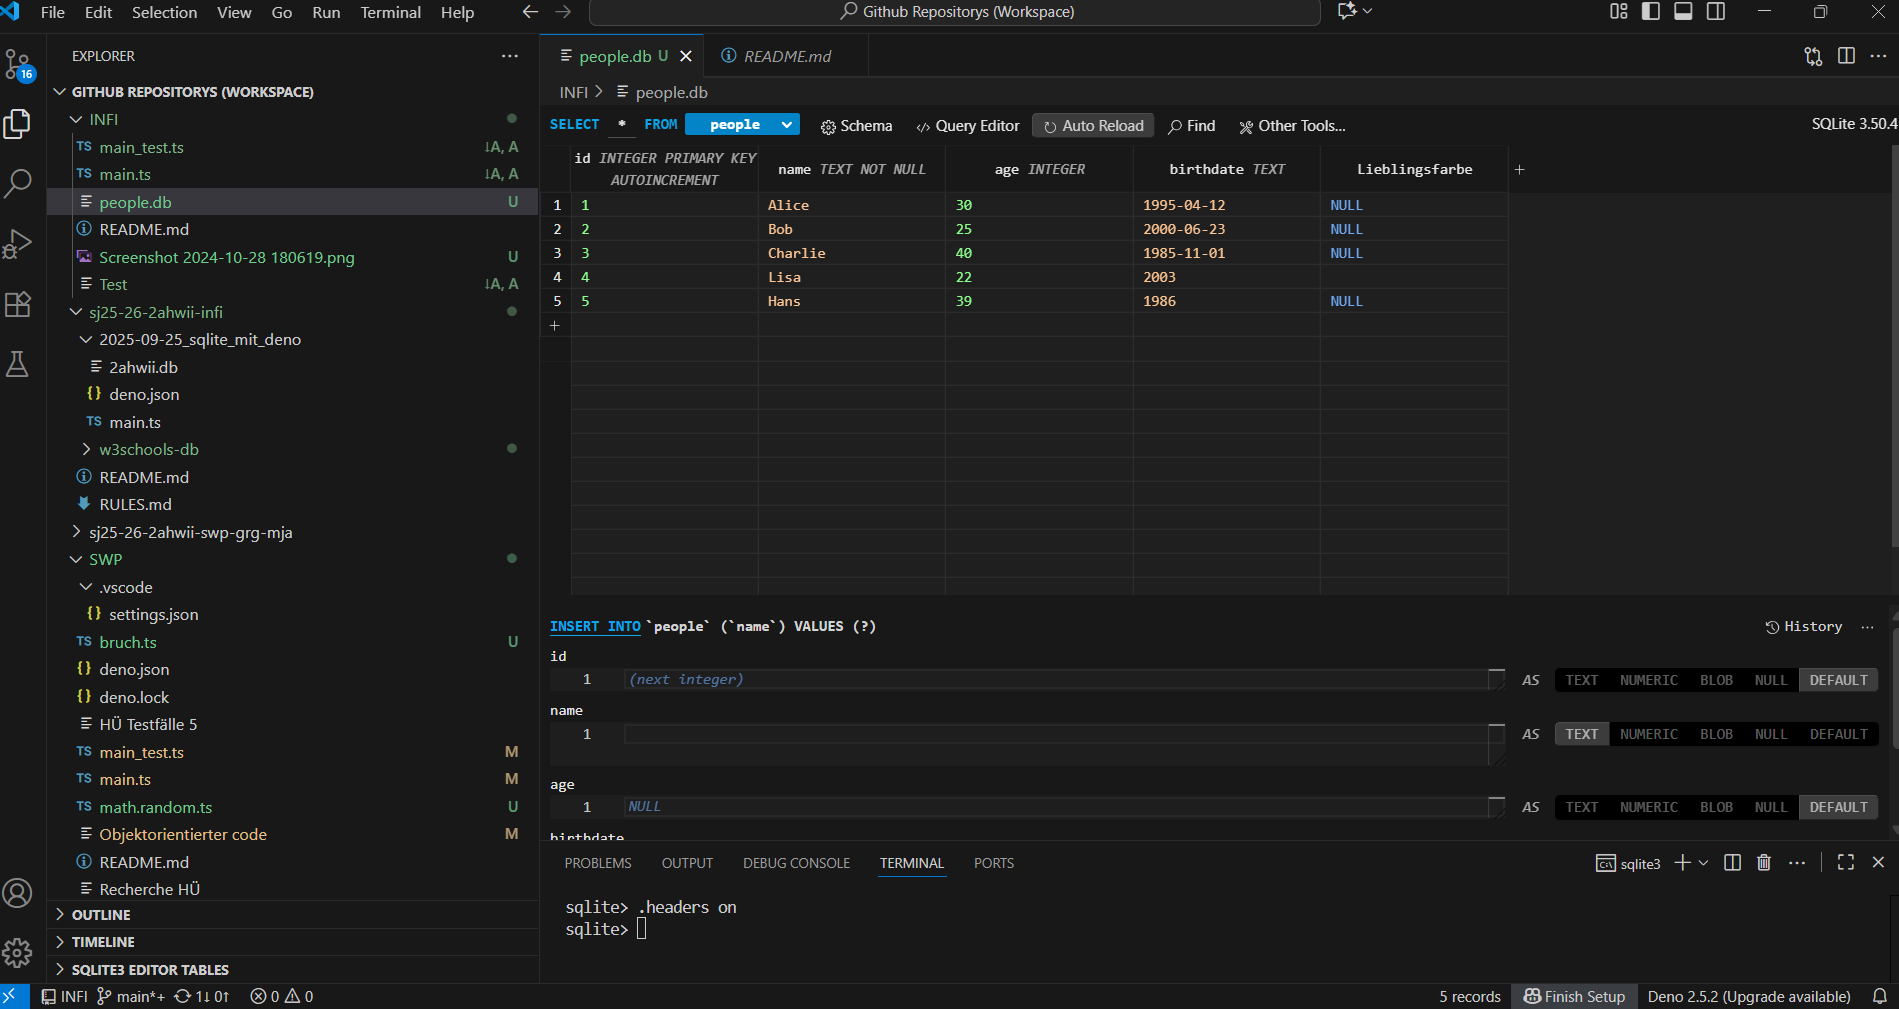 File Edit Selection View Go Run Terminal Help
Github Repositorys (Workspace)
16
EXPLORER
GITHUB REPOSITORYS (WORKSPACE)
INFI
TS main_test.ts ↓A, A
TS main.ts ↓A, A
people.db U
README.md
Screenshot 2024-10-28 180619.png U
Test ↓A, A
sj25-26-2ahwii-infi
2025-09-25_sqlite_mit_deno
2ahwii.db
{} deno.json
TS main.ts
w3schools-db
README.md
RULES.md
sj25-26-2ahwii-swp-grg-mja
SWP
.vscode
{} settings.json
TS bruch.ts U
{} deno.json
{} deno.lock
HÜ Testfälle 5
TS main_test.ts M
TS main.ts M
TS math.random.ts U
Objektorientierter code M
README.md
Recherche HÜ
OUTLINE
TIMELINE
SQLITE3 EDITOR TABLES
people.db U
README.md
INFI > people.db
SELECT * FROM people Schema Query Editor Auto Reload Find Other Tools... SQLite 3.50.4
id INTEGER PRIMARY KEY AUTOINCREMENT name TEXT NOT NULL age INTEGER birthdate TEXT Lieblingsfarbe +
1 1 Alice 30 1995-04-12 NULL
2 2 Bob 25 2000-06-23 NULL
3 3 Charlie 40 1985-11-01 NULL
4 4 Lisa 22 2003
5 5 Hans 39 1986 NULL
+
INSERT INTO `people` (`name`) VALUES (?) History ...
id
1 (next integer) AS TEXT NUMERIC BLOB NULL DEFAULT
name
1 AS TEXT NUMERIC BLOB NULL DEFAULT
age
1 NULL AS TEXT NUMERIC BLOB NULL DEFAULT
birthdate
PROBLEMS OUTPUT DEBUG CONSOLE TERMINAL PORTS sqlite3
sqlite> .headers on
sqlite>
INFI main*+ 1↓ 0↑ 0 0 5 records Finish Setup Deno 2.5.2 (Upgrade available)